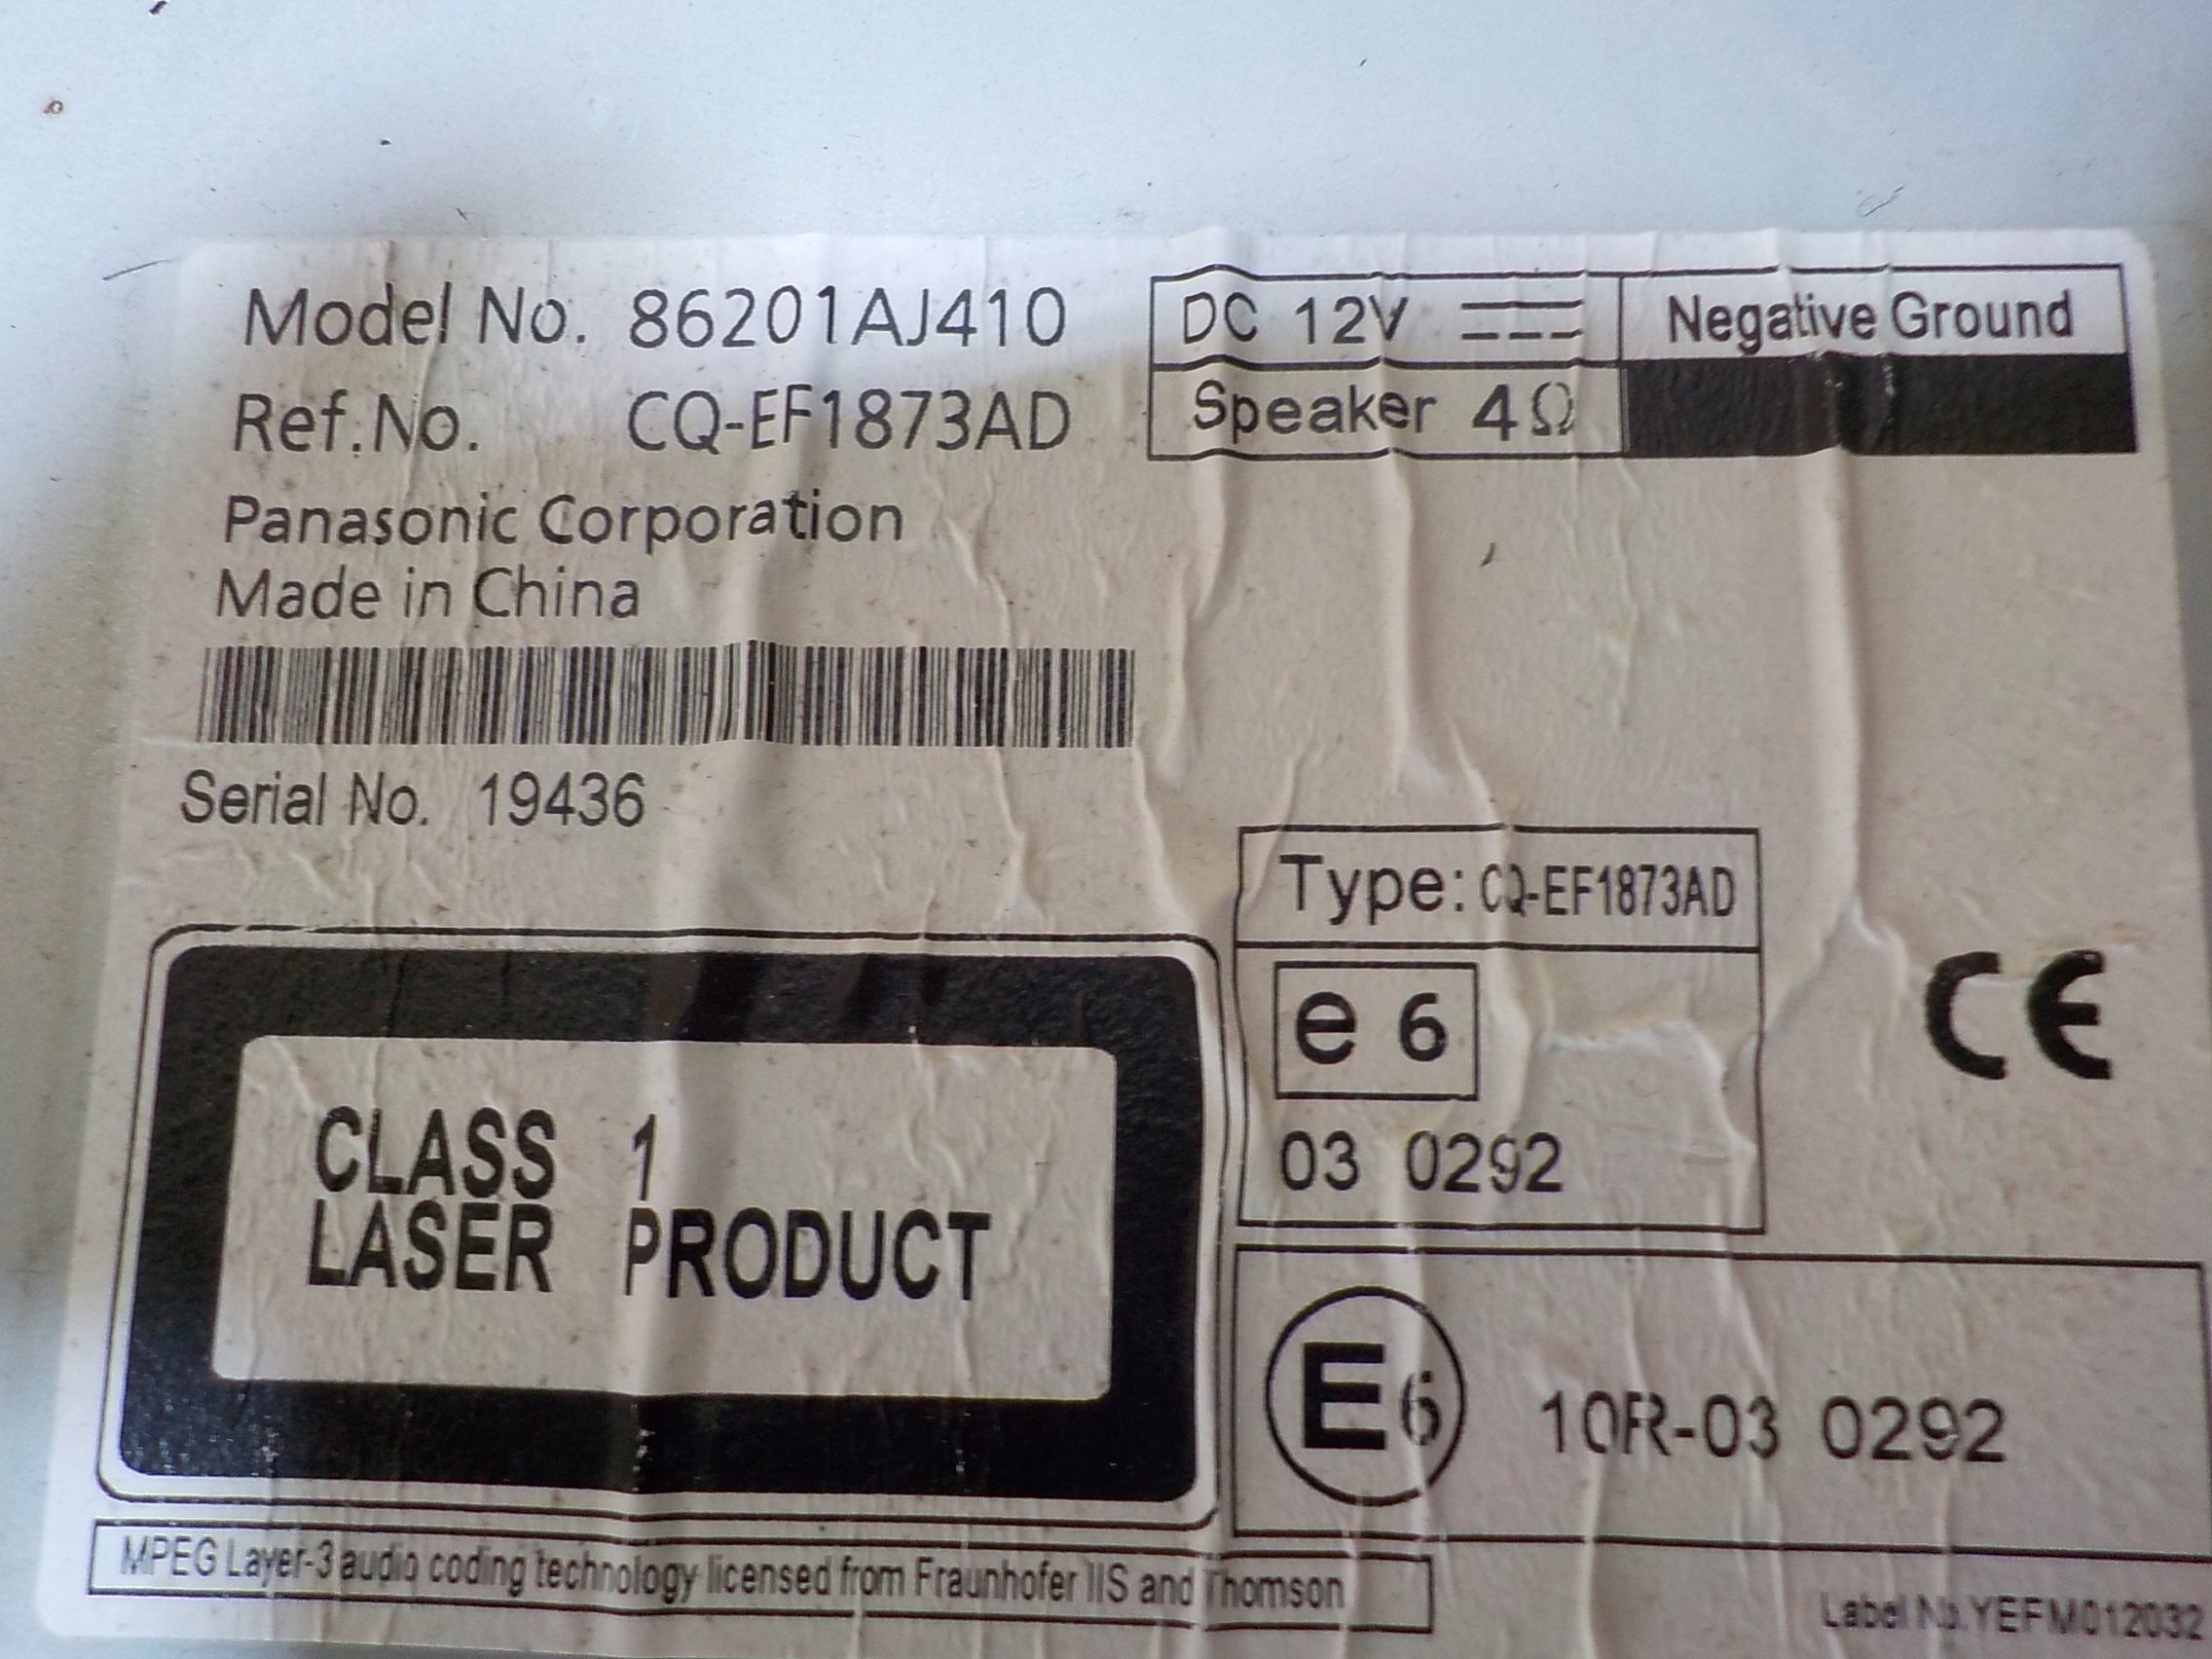 Model No. 86201AJ410
Ref.No. CQ-EF1873AD
Panasonic Corporation
Made in China
Serial No. 19436
DC 12V
Negative Ground
Speaker 4Ω
Type: CQ-EF1873AD
e 6
03 0292
CE
CLASS 1
LASER PRODUCT
E6 10R-03 0292
MPEG Layer-3 audio coding technology licensed from Fraunhofer IIS and Thomson
Label No.YEFM012032